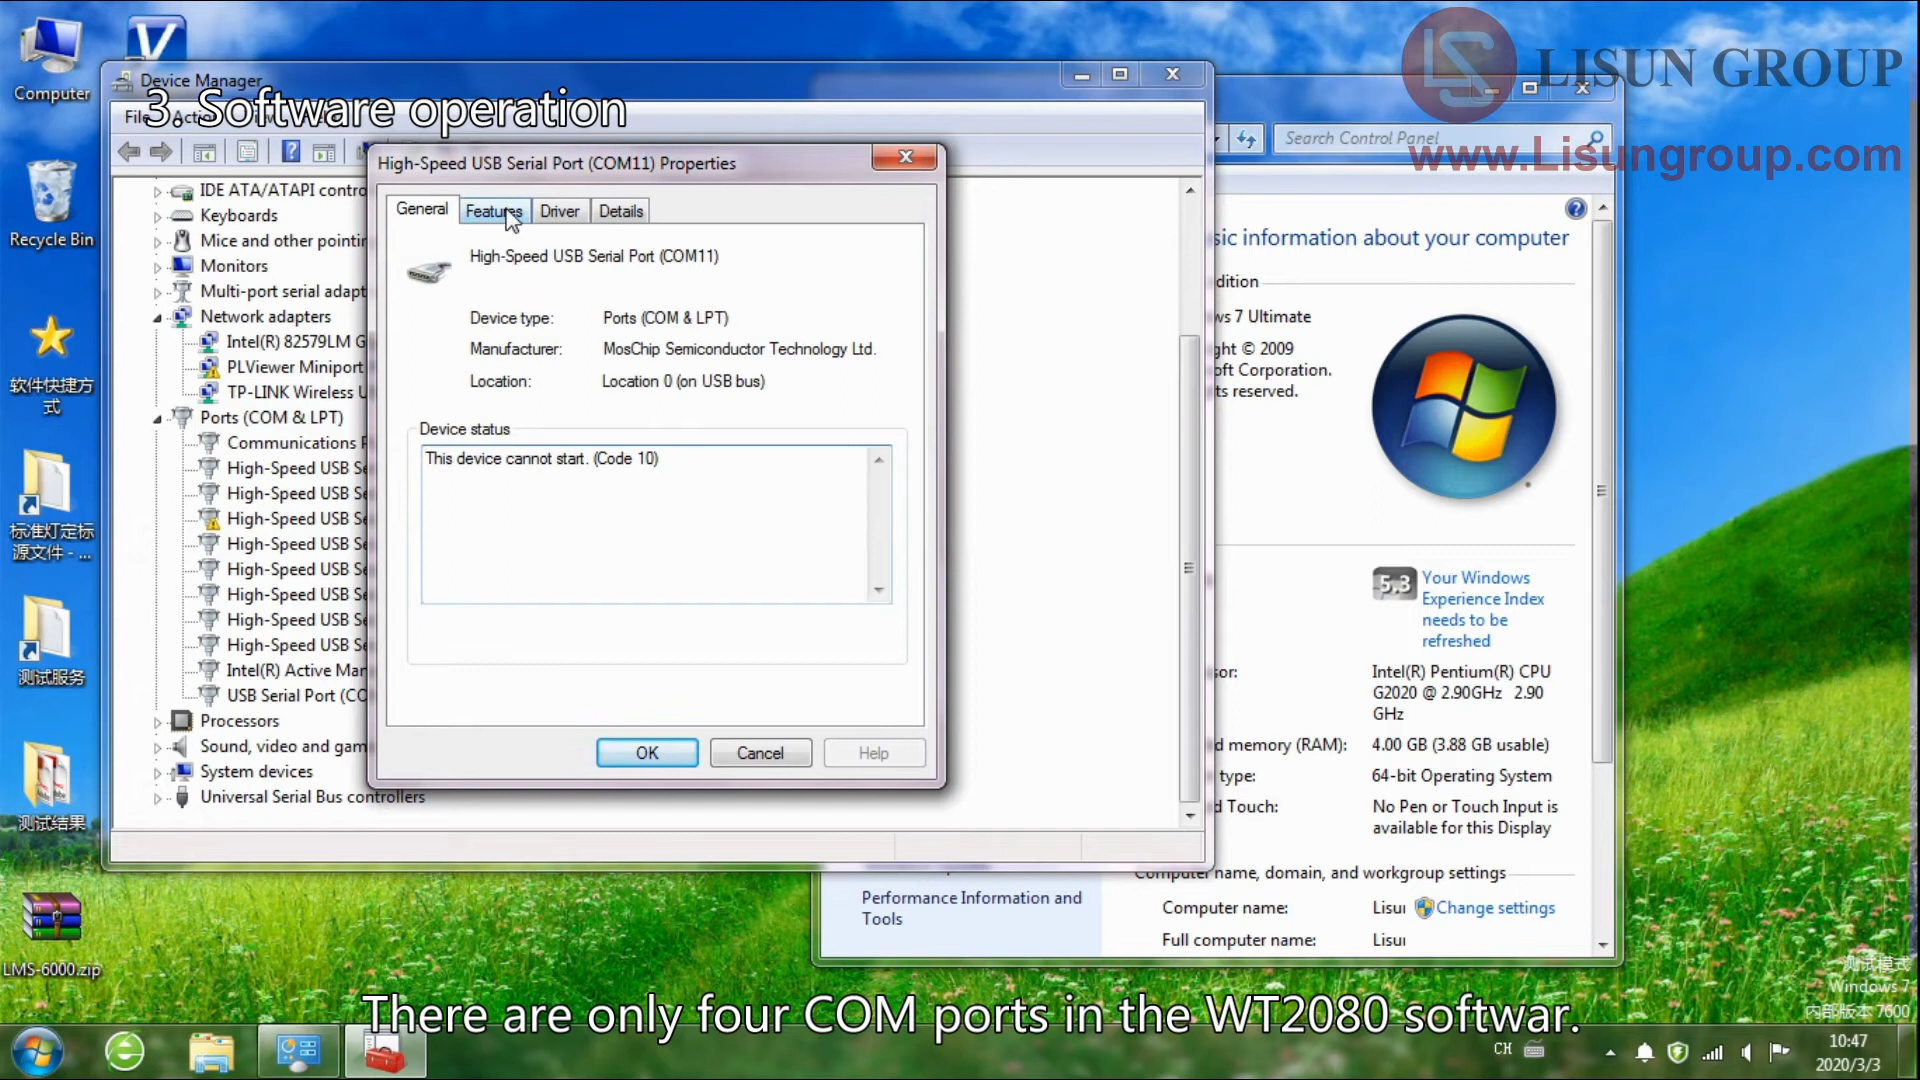 Computer
Recycle Bin
软件快捷方
式
标准灯定标
源文件 - ...
测试服务
测试结果
LMS-6000.zip
Device Manager
3. Software operation
IDE ATA/ATAPI contro
Keyboards
Mice and other pointin
Monitors
Multi-port serial adapt
Network adapters
Intel(R) 82579LM G
PLViewer Miniport
TP-LINK Wireless U
Ports (COM & LPT)
Communications P
High-Speed USB Se
High-Speed USB Se
High-Speed USB Se
High-Speed USB Se
High-Speed USB Se
High-Speed USB Se
High-Speed USB Se
High-Speed USB Se
Intel(R) Active Man
USB Serial Port (CO
Processors
Sound, video and gam
System devices
Universal Serial Bus controllers
High-Speed USB Serial Port (COM11) Properties
General Features Driver Details
High-Speed USB Serial Port (COM11)
Device type: Ports (COM & LPT)
Manufacturer: MosChip Semiconductor Technology Ltd.
Location: Location 0 (on USB bus)
Device status
This device cannot start. (Code 10)
OK Cancel Help
LISUN GROUP
Search Control Panel
www.Lisungroup.com
sic information about your computer
dition
ws 7 Ultimate
ght © 2009
oft Corporation.
ts reserved.
5.3 Your Windows
Experience Index
needs to be
refreshed
sor: Intel(R) Pentium(R) CPU
G2020 @ 2.90GHz 2.90
GHz
d memory (RAM): 4.00 GB (3.88 GB usable)
type: 64-bit Operating System
d Touch: No Pen or Touch Input is
available for this Display
Computer name, domain, and workgroup settings
Performance Information and
Tools
Computer name: Lisu Change settings
Full computer name: Lisu
测试模式
Windows 7
内部版本 7600
There are only four COM ports in the WT2080 softwar.
CH
10:47
2020/3/3